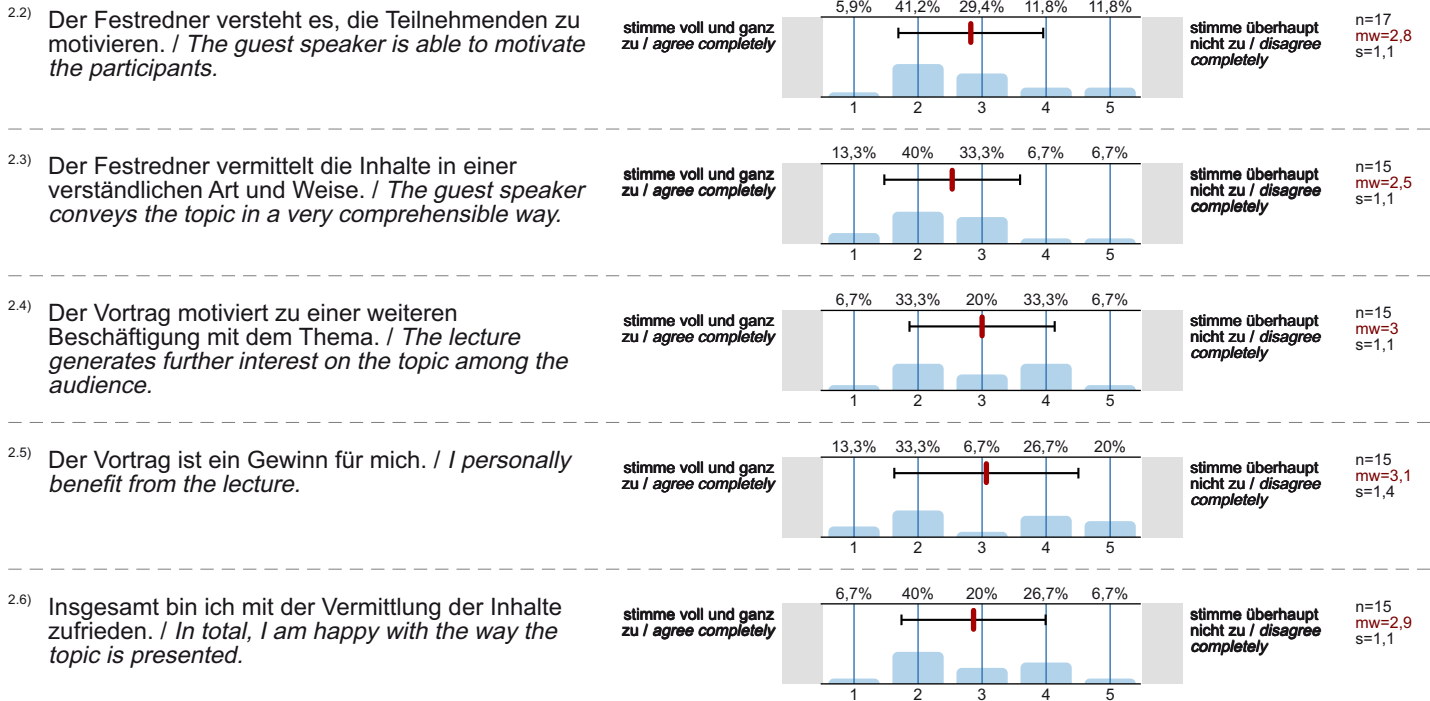 2.2) Der Festredner versteht es, die Teilnehmenden zu
motivieren. / The guest speaker is able to motivate
the participants.
stimme voll und ganz
zu / agree completely
5,9% 41,2% 29,4% 11,8% 11,8%
1 2 3 4 5
stimme überhaupt
nicht zu / disagree
completely
n=17
mw=2,8
s=1,1
2.3) Der Festredner vermittelt die Inhalte in einer
verständlichen Art und Weise. / The guest speaker
conveys the topic in a very comprehensible way.
stimme voll und ganz
zu / agree completely
13,3% 40% 33,3% 6,7% 6,7%
1 2 3 4 5
stimme überhaupt
nicht zu / disagree
completely
n=15
mw=2,5
s=1,1
2.4) Der Vortrag motiviert zu einer weiteren
Beschäftigung mit dem Thema. / The lecture
generates further interest on the topic among the
audience.
stimme voll und ganz
zu / agree completely
6,7% 33,3% 20% 33,3% 6,7%
1 2 3 4 5
stimme überhaupt
nicht zu / disagree
completely
n=15
mw=3
s=1,1
2.5) Der Vortrag ist ein Gewinn für mich. / I personally
benefit from the lecture.
stimme voll und ganz
zu / agree completely
13,3% 33,3% 6,7% 26,7% 20%
1 2 3 4 5
stimme überhaupt
nicht zu / disagree
completely
n=15
mw=3,1
s=1,4
2.6) Insgesamt bin ich mit der Vermittlung der Inhalte
zufrieden. / In total, I am happy with the way the
topic is presented.
stimme voll und ganz
zu / agree completely
6,7% 40% 20% 26,7% 6,7%
1 2 3 4 5
stimme überhaupt
nicht zu / disagree
completely
n=15
mw=2,9
s=1,1